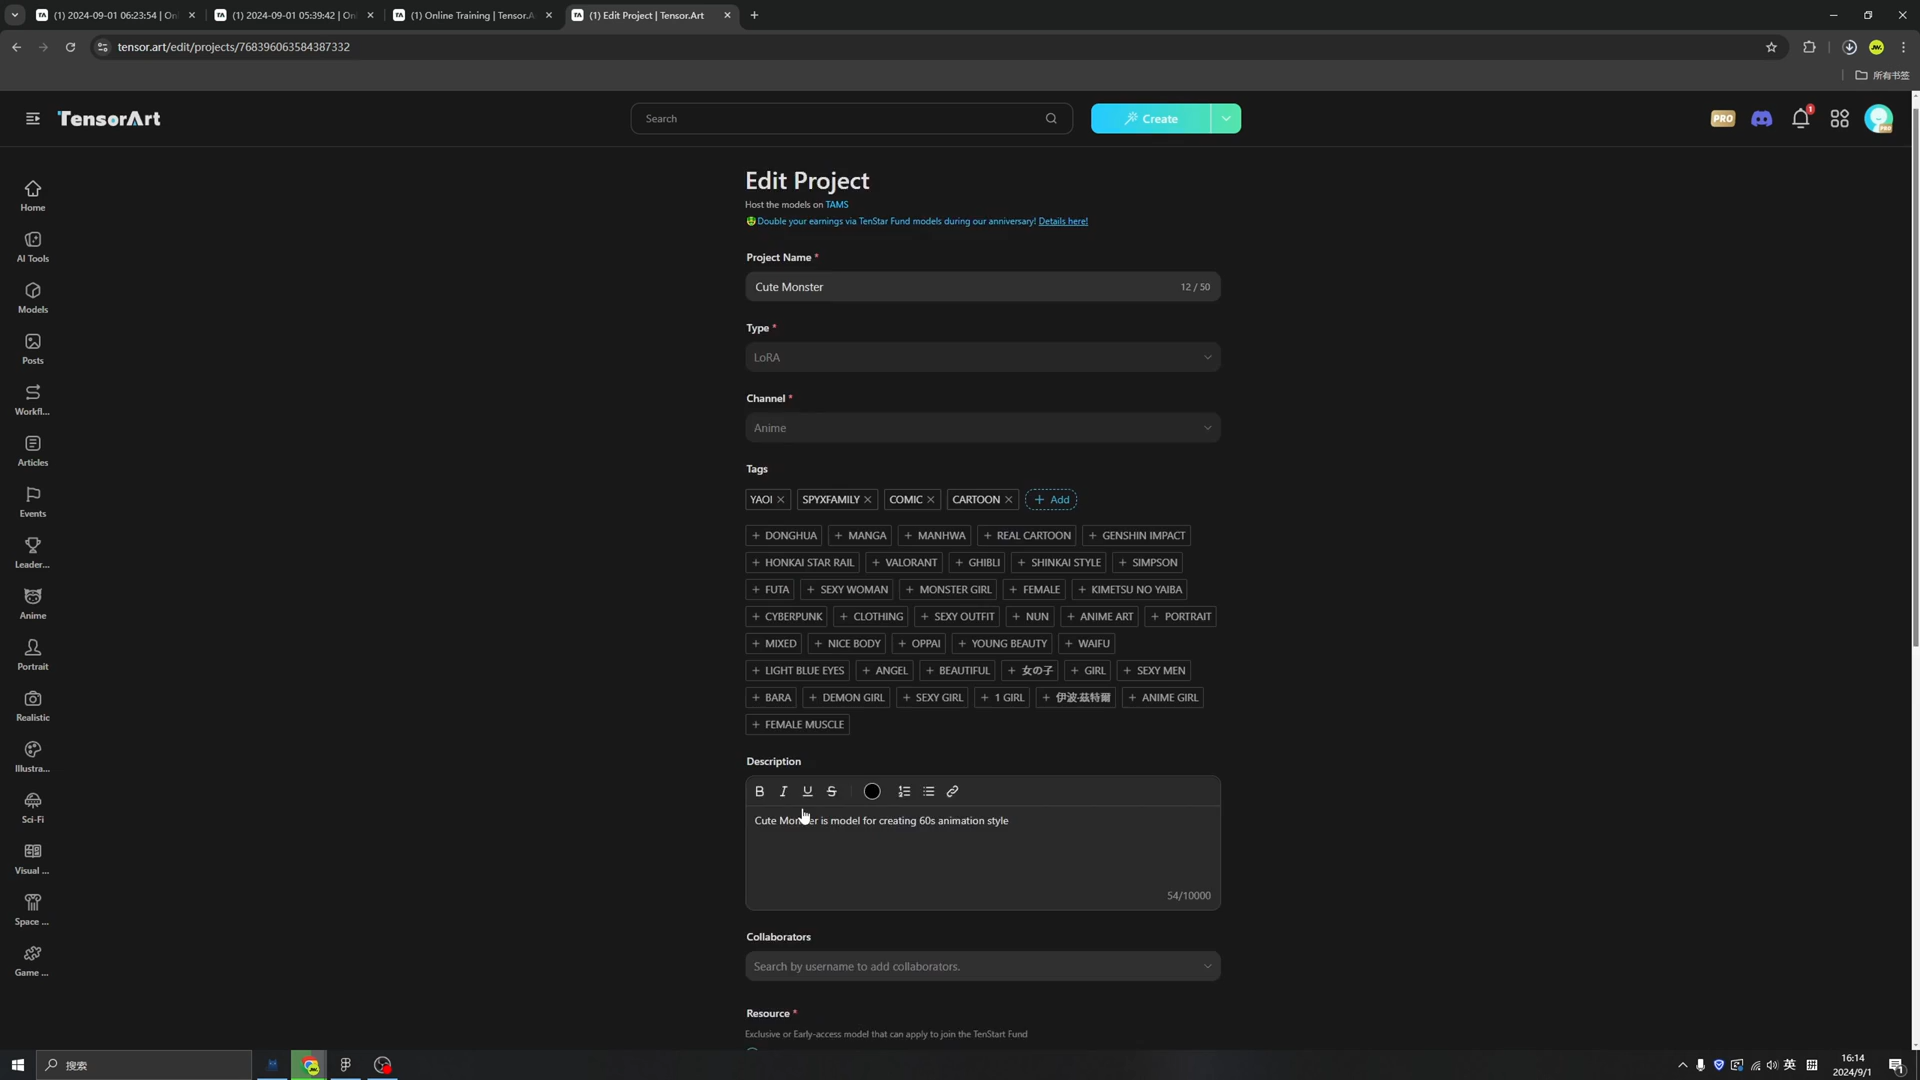 (1) 2024-09-01 06:23:54 | On
(1) 2024-09-01 05:39:42 | On
(1) Online Training | Tensor.A
(1) Edit Project | Tensor.Art
tensor.art/edit/projects/768396063584387332
所有书签
TensorArt
Search
Create
PRO
1
Home
AI Tools
Models
Posts
Workfl...
Articles
Events
Leader...
Anime
Portrait
Realistic
Illustra...
Sci-Fi
Visual ...
Space ...
Game ...
Edit Project
Host the models on TAMS
Double your earnings via TenStar Fund models during our anniversary! Details here!
Project Name *
Cute Monster 12 / 50
Type *
LoRA
Channel *
Anime
Tags
YAOI SPYXFAMILY COMIC CARTOON + Add
+ DONGHUA + MANGA + MANHWA + REAL CARTOON + GENSHIN IMPACT
+ HONKAI STAR RAIL + VALORANT + GHIBLI + SHINKAI STYLE + SIMPSON
+ FUTA + SEXY WOMAN + MONSTER GIRL + FEMALE + KIMETSU NO YAIBA
+ CYBERPUNK + CLOTHING + SEXY OUTFIT + NUN + ANIME ART + PORTRAIT
+ MIXED + NICE BODY + OPPAI + YOUNG BEAUTY + WAIFU
+ LIGHT BLUE EYES + ANGEL + BEAUTIFUL + 女の子 + GIRL + SEXY MEN
+ BARA + DEMON GIRL + SEXY GIRL + 1 GIRL + 伊波·茲特爾 + ANIME GIRL
+ FEMALE MUSCLE
Description
B I U S
Cute Monster is model for creating 60s animation style
54/10000
Collaborators
Search by username to add collaborators.
Resource *
Exclusive or Early-access model that can apply to join the TenStart Fund
搜索
英
16:14
2024/9/1
1